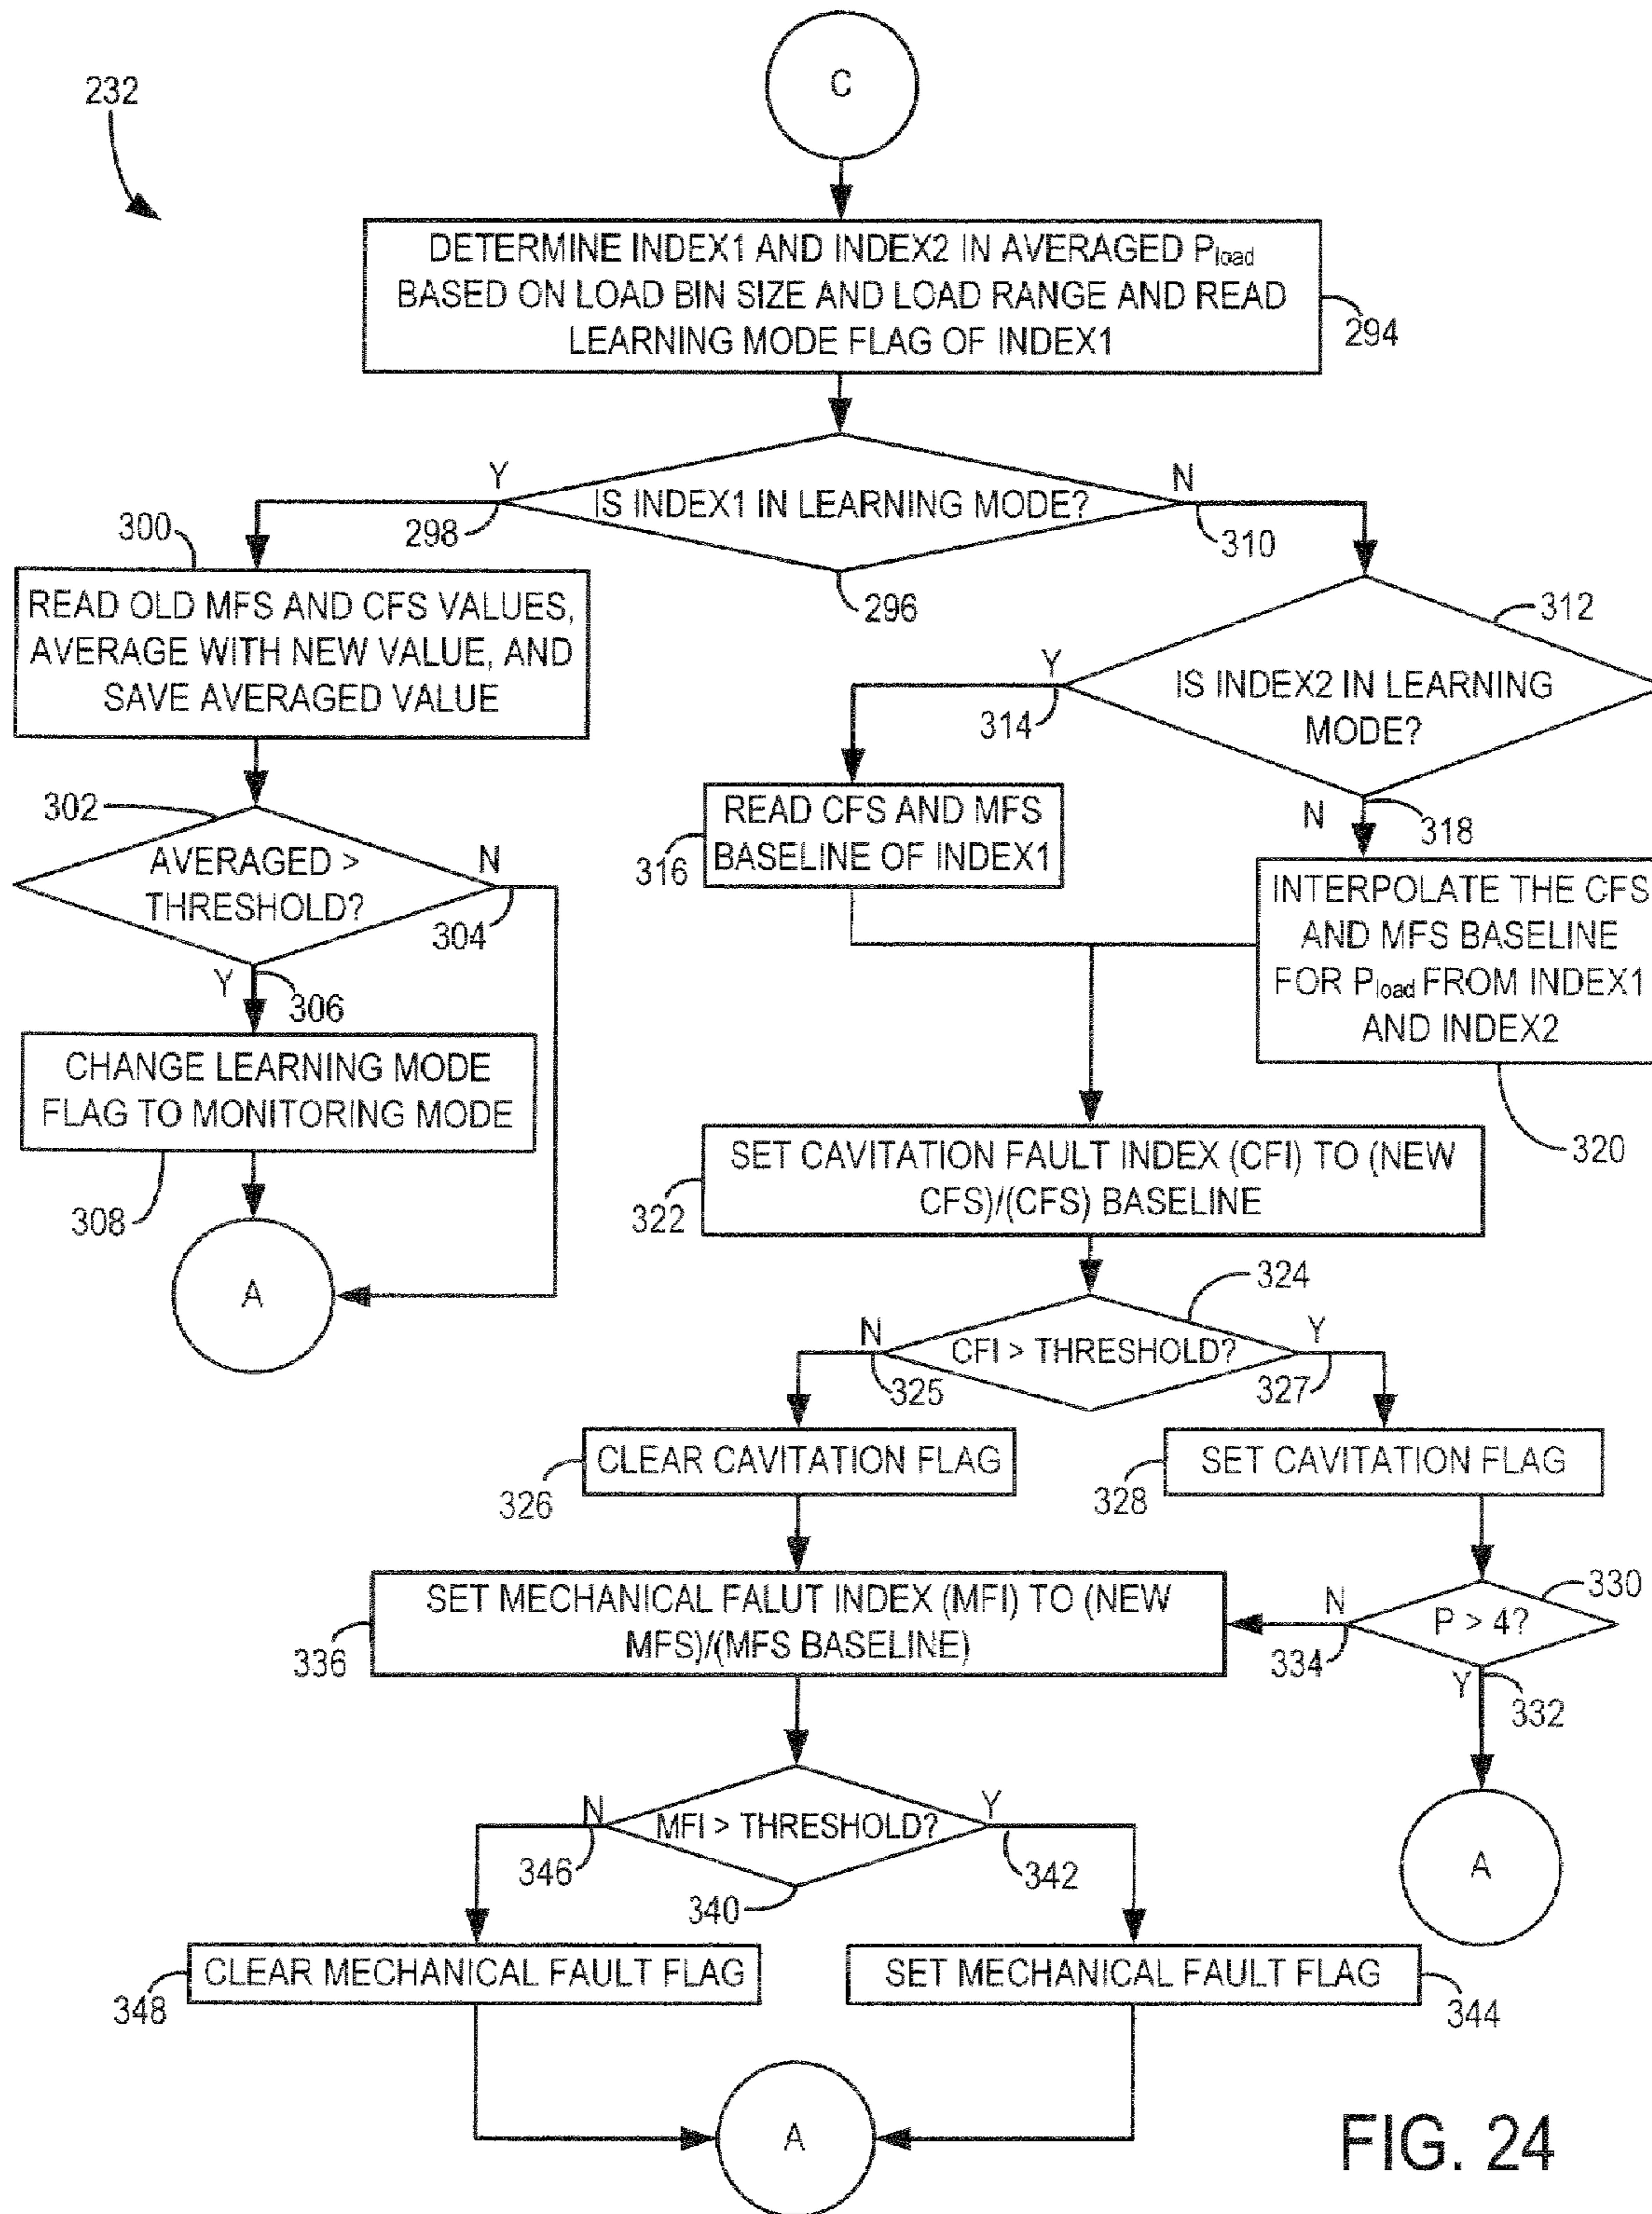 C
232
DETERMINE INDEX1 AND INDEX2 IN AVERAGED Pload
BASED ON LOAD BIN SIZE AND LOAD RANGE AND READ
LEARNING MODE FLAG OF INDEX1
294
Y
IS INDEX1 IN LEARNING MODE?
N
298
310
296
300
READ OLD MFS AND CFS VALUES,
AVERAGE WITH NEW VALUE, AND
SAVE AVERAGED VALUE
312
Y
IS INDEX2 IN LEARNING
MODE?
314
N
318
302
AVERAGED >
THRESHOLD?
N
304
Y
306
READ CFS AND MFS
BASELINE OF INDEX1
316
INTERPOLATE THE CFS
AND MFS BASELINE
FOR Pload FROM INDEX1
AND INDEX2
320
CHANGE LEARNING MODE
FLAG TO MONITORING MODE
308
A
SET CAVITATION FAULT INDEX (CFI) TO (NEW
CFS)/(CFS) BASELINE
322
324
N
CFI > THRESHOLD?
Y
325
327
CLEAR CAVITATION FLAG
326
SET CAVITATION FLAG
328
SET MECHANICAL FALUT INDEX (MFI) TO (NEW
MFS)/(MFS BASELINE)
336
330
N
P > 4?
334
Y
332
A
N
MFI > THRESHOLD?
Y
346
342
340
CLEAR MECHANICAL FAULT FLAG
348
SET MECHANICAL FAULT FLAG
344
A
FIG. 24